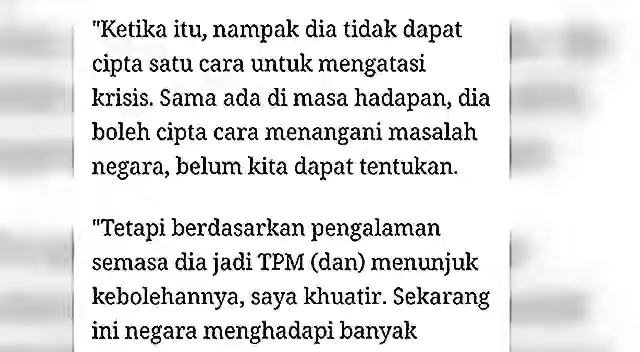 "Ketika itu, nampak dia tidak dapat
cipta satu cara untuk mengatasi
krisis. Sama ada di masa hadapan, dia
boleh cipta cara menangani masalah
negara, belum kita dapat tentukan.
"Tetapi berdasarkan pengalaman
semasa dia jadi TPM (dan) menunjuk
kebolehannya, saya khuatir. Sekarang
ini negara menghadapi banyak